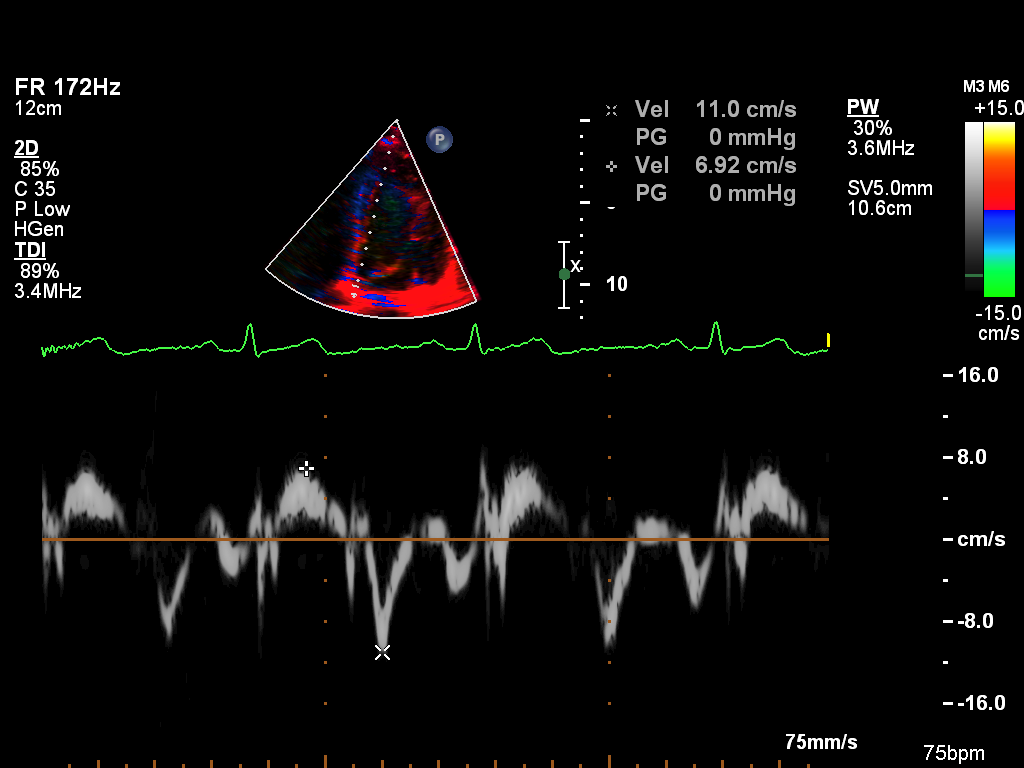 FR 172Hz
12cm
2D
85%
C 35
P Low
HGen
TDI
89%
3.4MHz
P
Vel 11.0 cm/s
PG 0 mmHg
Vel 6.92 cm/s
PG 0 mmHg
PW
30%
3.6MHz
SV5.0mm
10.6cm
M3 M6
+15.0
-15.0
cm/s
X
10
16.0
8.0
cm/s
-8.0
-16.0
75mm/s
75bpm